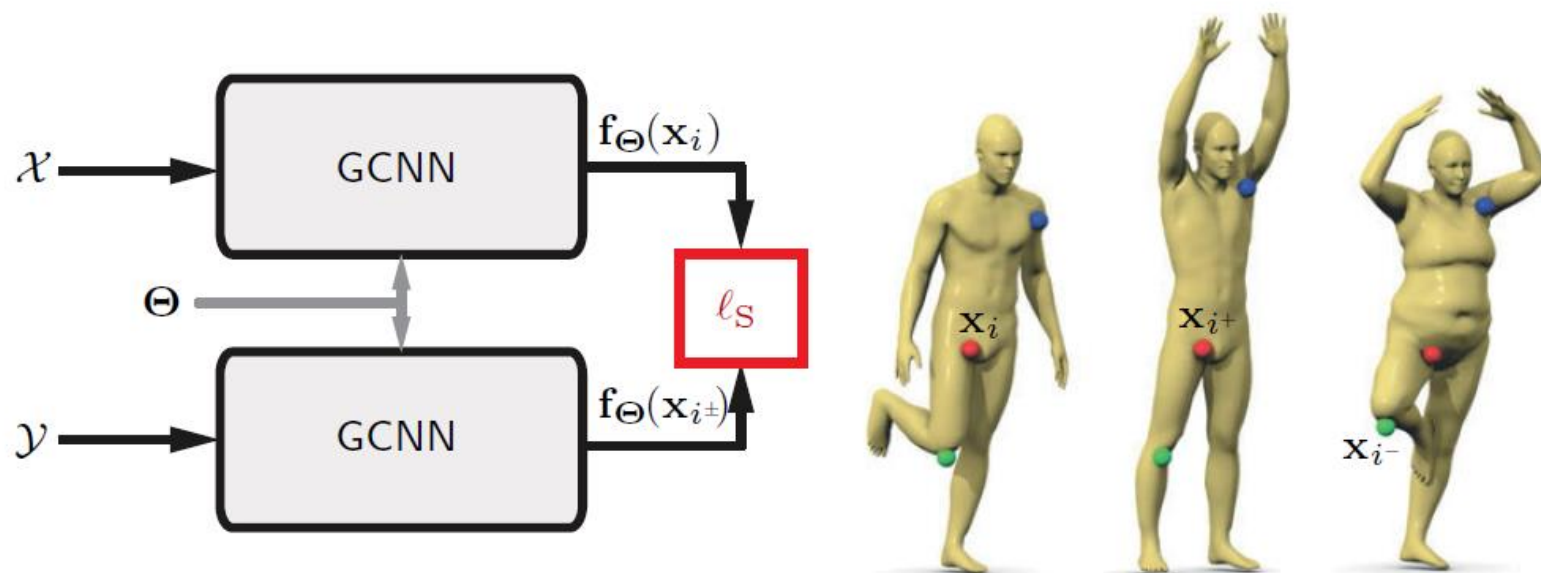 𝒳
GCNN
f_Θ(x_i)
Θ
ℓ_S
𝒴
GCNN
f_Θ(x_{i^±})
x_i
x_{i^+}
x_{i^-}